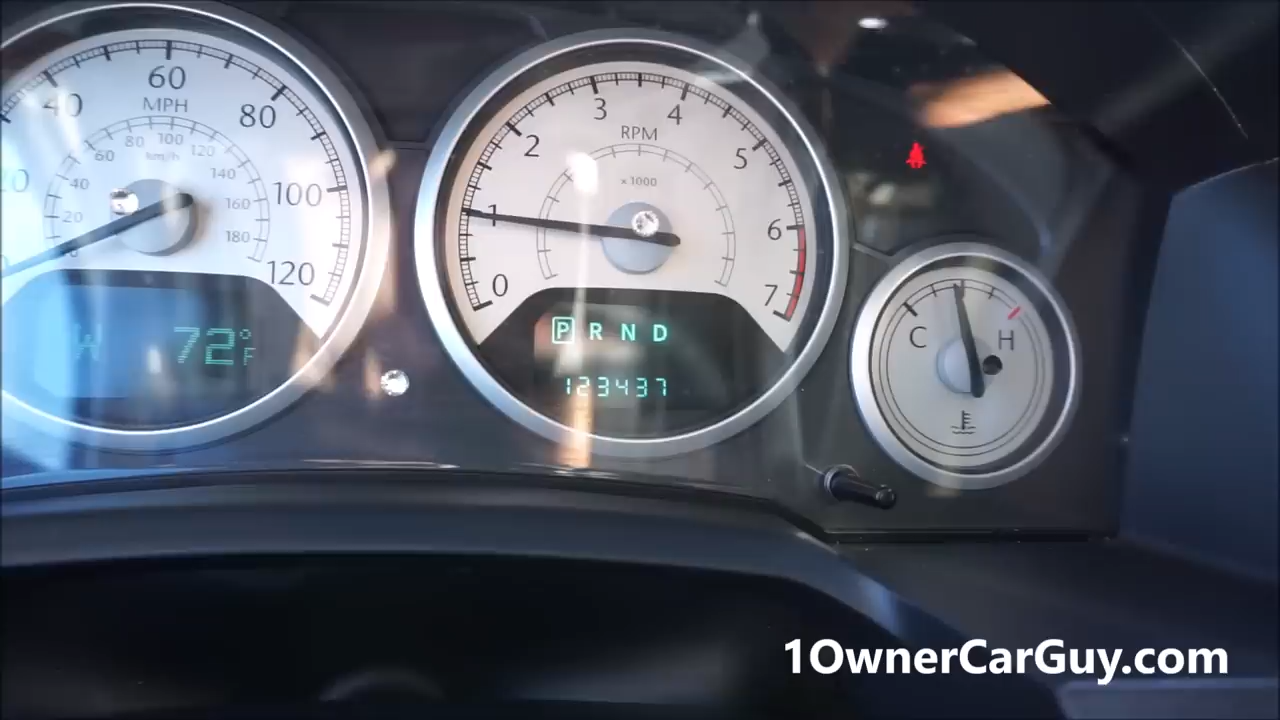 60
40
MPH
80
80 100 120
60 km/h
40
140
20
160
180
100
120
W 72°F
3 4
RPM
2
5
x 1000
1
6
0
7
P R N D
123437
C H
1OwnerCarGuy.com